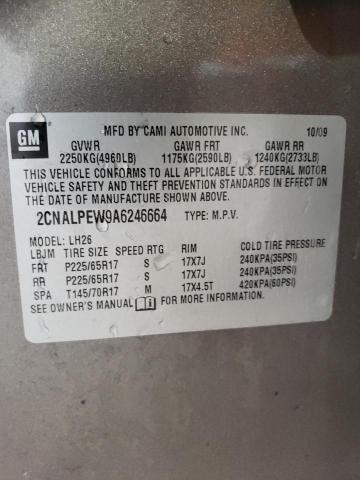 GM
MFD BY CAMI AUTOMOTIVE INC. 10/09
GVWR GAWR FRT GAWR RR
2250KG(4960LB) 1175KG(2590LB) 1240KG(2733LB)
THIS VEHICLE CONFORMS TO ALL APPLICABLE U.S. FEDERAL MOTOR
VEHICLE SAFETY AND THEFT PREVENTION STANDARDS IN EFFECT ON
THE DATE OF MANUFACTURE SHOWN ABOVE.
2CNALPEW9A6246664 TYPE: M.P.V.
MODEL: LH26
LBJM TIRE SIZE SPEED RTG RIM COLD TIRE PRESSURE
FRT P225/65R17 S 17X7J 240KPA(35PSI)
RR P225/65R17 S 17X7J 240KPA(35PSI)
SPA T145/70R17 M 17X4.5T 420KPA(60PSI)
SEE OWNER'S MANUAL FOR MORE INFORMATION.